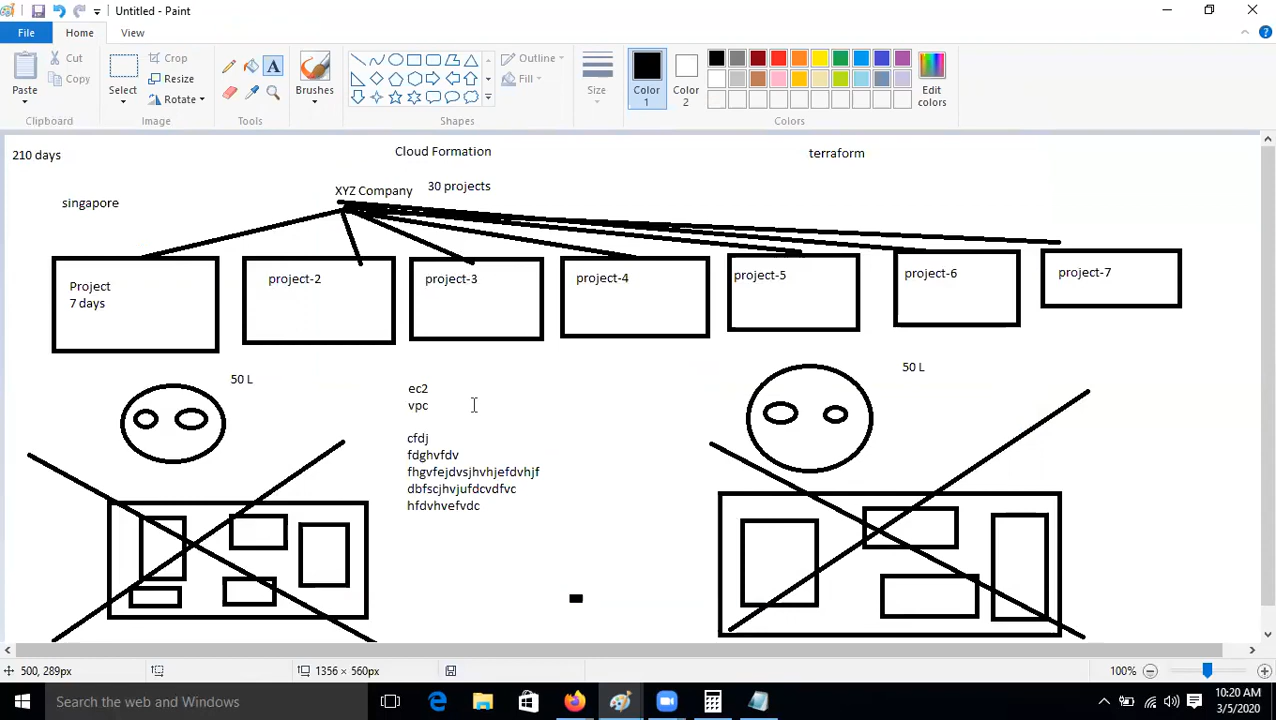 Untitled - Paint
File
Home
View
Paste
Cut
Copy
Clipboard
Select
Crop
Resize
Rotate
Image
A
Tools
Brushes
Outline
Fill
Shapes
Size
Color
1
Color
2
Edit
colors
Colors
210 days
Cloud Formation
terraform
XYZ Company
30 projects
singapore
Project
7 days
project-2
project-3
project-4
project-5
project-6
project-7
50 L
50 L
ec2
vpc
cfdj
fdghvfdv
fhgvfejdvsjhvhjefdvhjf
dbfscjhvjufdcvdfvc
hfdvhvefvdc
500, 289px
1356 × 560px
100%
Search the web and Windows
10:20 AM
3/5/2020